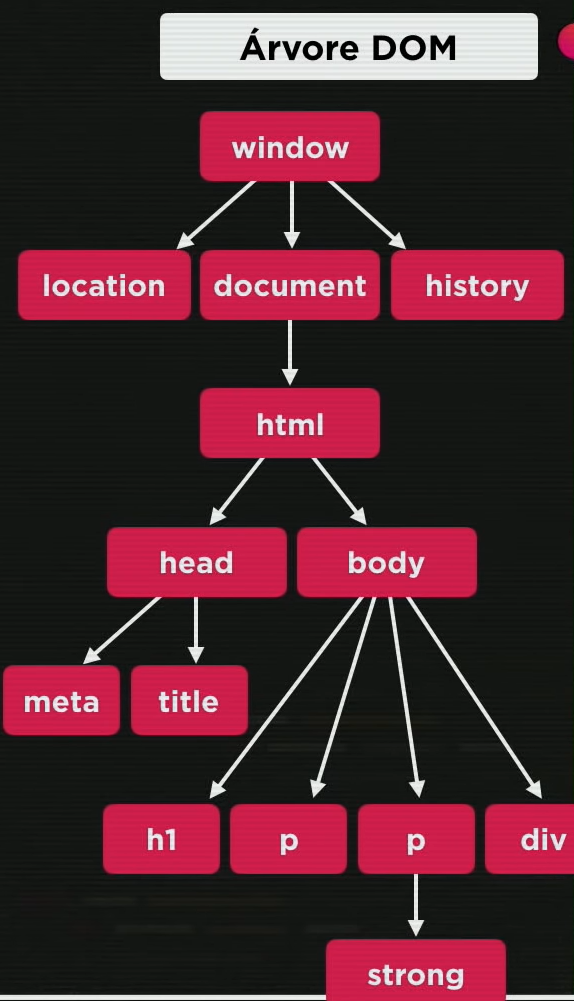 Árvore DOM
window
location document history
html
head body
meta title
h1 p p div
strong